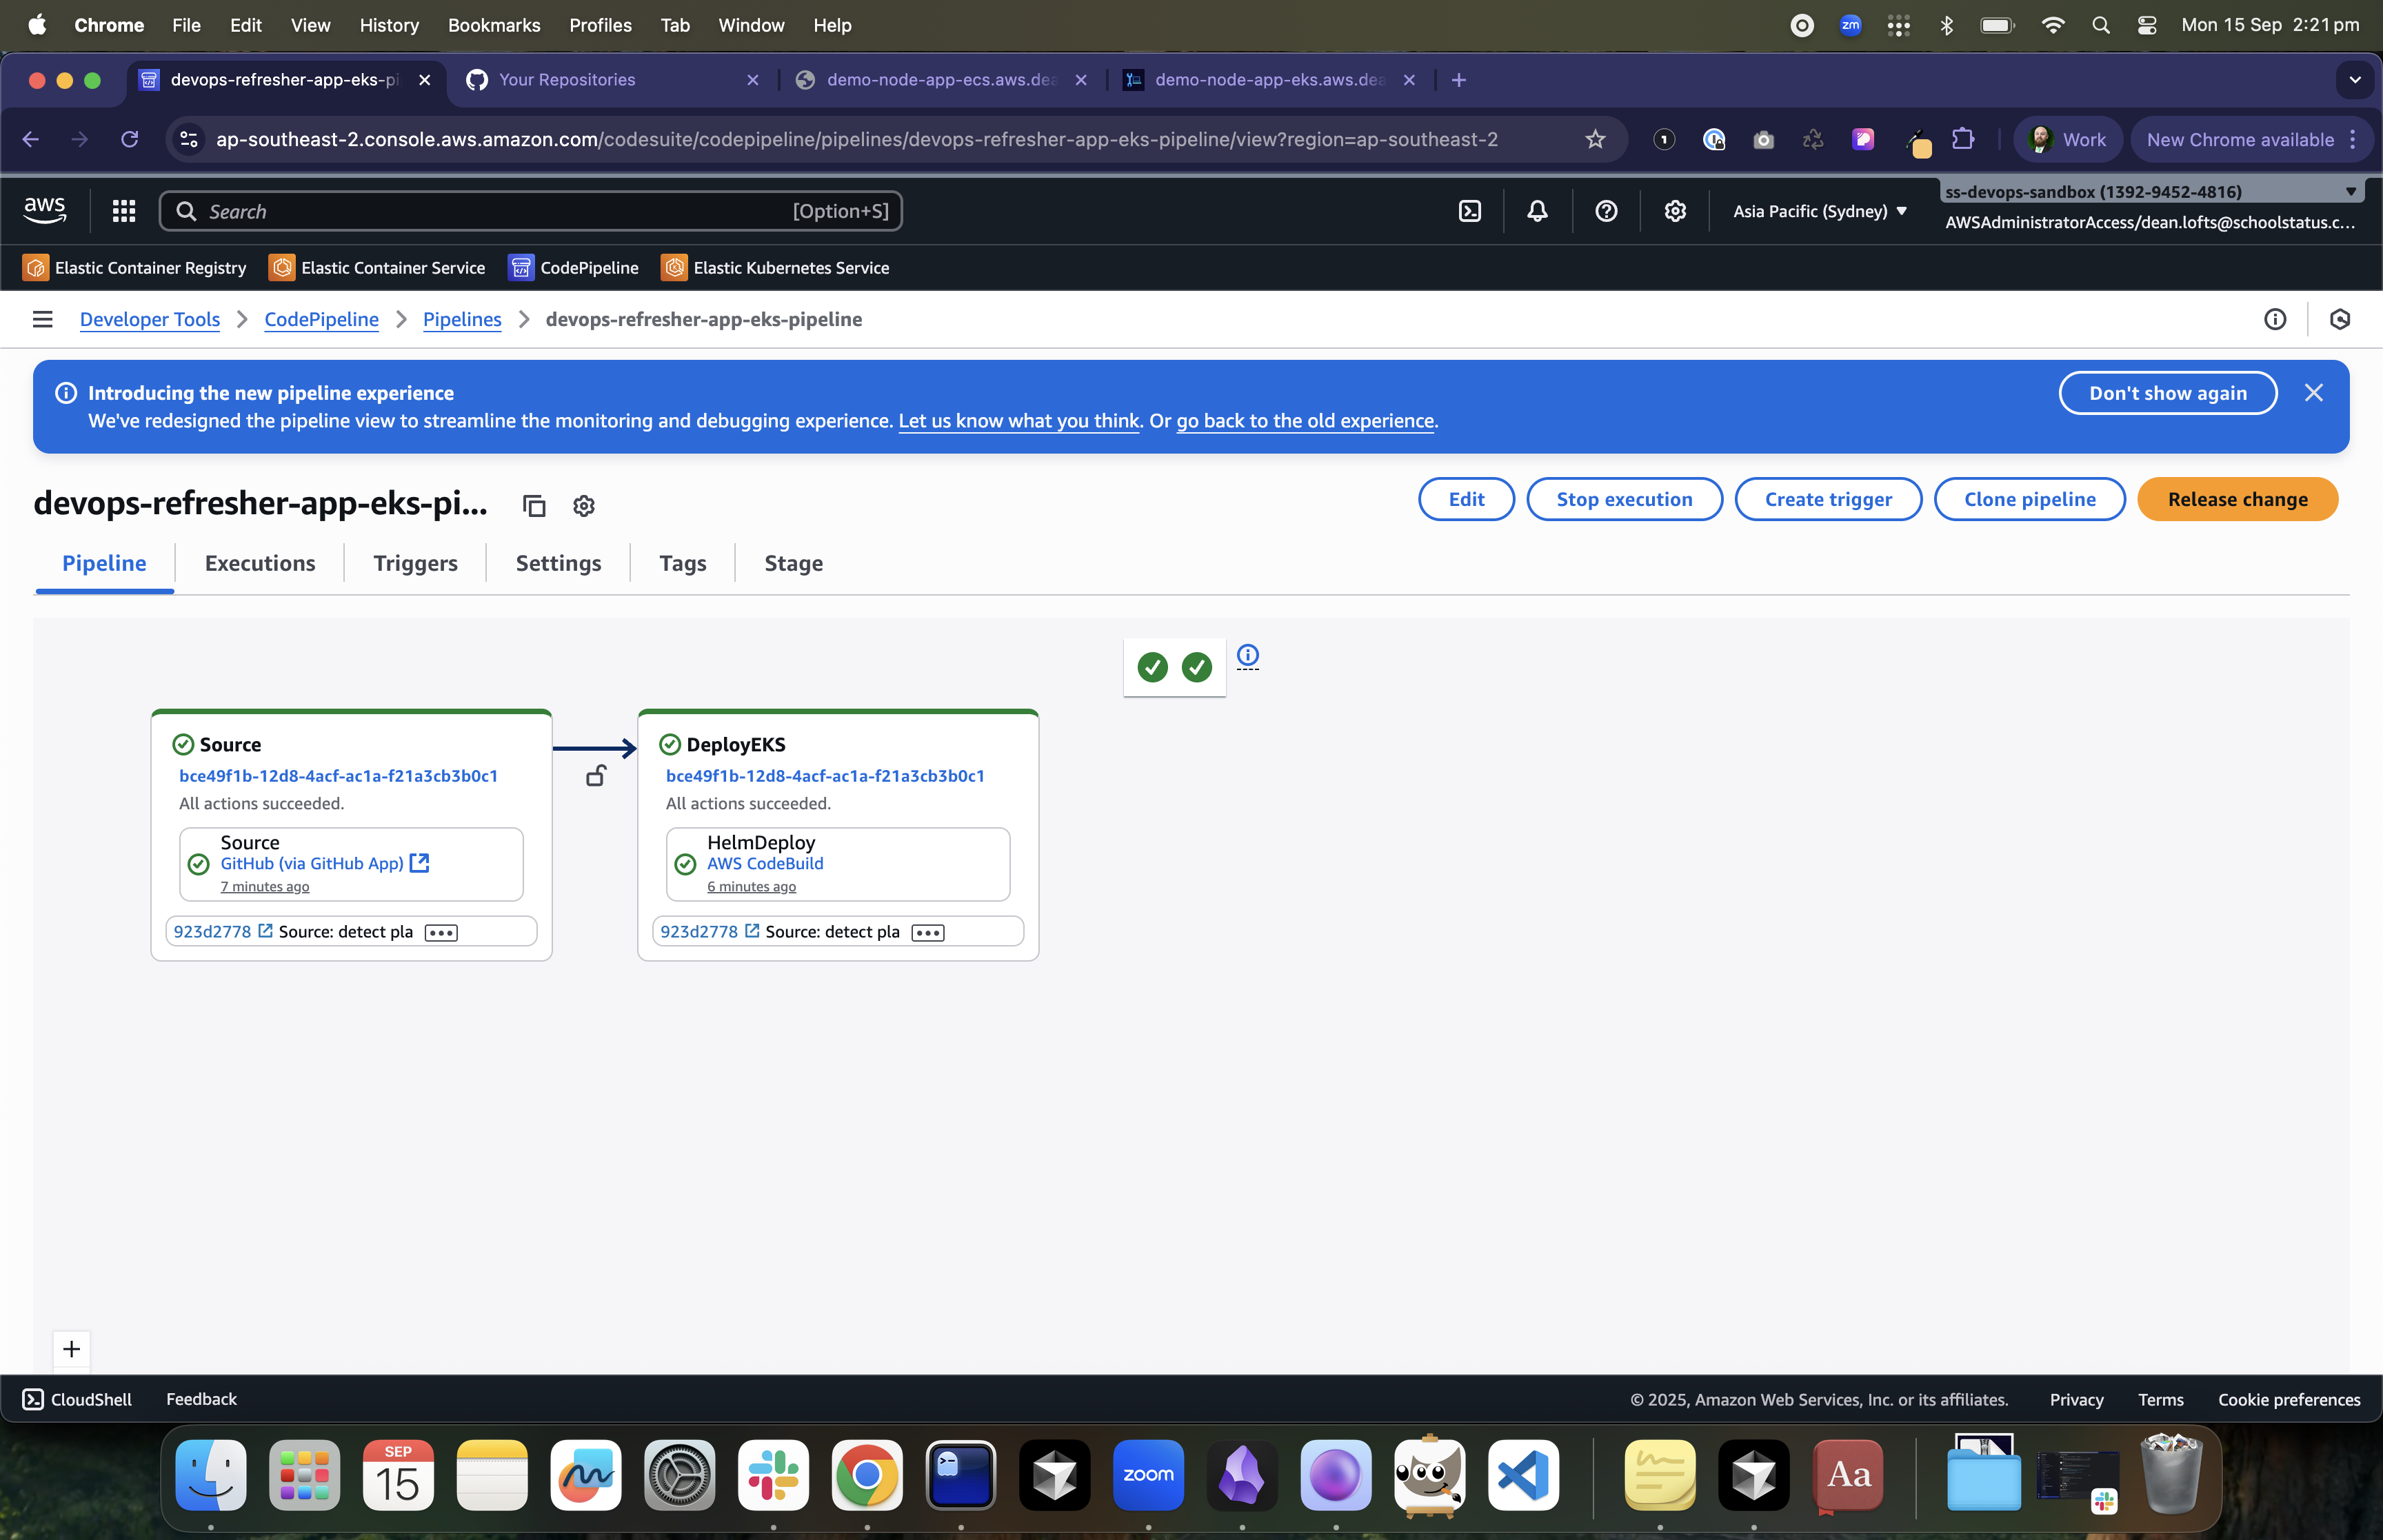 Chrome File Edit View History Bookmarks Profiles Tab Window Help
zm
Mon 15 Sep 2:21pm
devops-refresher-app-eks-pi
Your Repositories
demo-node-app-ecs.aws.dea
demo-node-app-eks.aws.dea
ap-southeast-2.console.aws.amazon.com/codesuite/codepipeline/pipelines/devops-refresher-app-eks-pipeline/view?region=ap-southeast-2
Work
New Chrome available
aws
Search
[Option+S]
Asia Pacific (Sydney)
ss-devops-sandbox (1392-9452-4816)
AWSAdministratorAccess/dean.lofts@schoolstatus.c...
Elastic Container Registry
Elastic Container Service
CodePipeline
Elastic Kubernetes Service
Developer Tools
CodePipeline
Pipelines
devops-refresher-app-eks-pipeline
Introducing the new pipeline experience
We've redesigned the pipeline view to streamline the monitoring and debugging experience. Let us know what you think. Or go back to the old experience.
Don't show again
devops-refresher-app-eks-pi...
Edit
Stop execution
Create trigger
Clone pipeline
Release change
Pipeline
Executions
Triggers
Settings
Tags
Stage
Source
bce49f1b-12d8-4acf-ac1a-f21a3cb3b0c1
All actions succeeded.
Source
GitHub (via GitHub App)
7 minutes ago
923d2778 Source: detect pla
DeployEKS
bce49f1b-12d8-4acf-ac1a-f21a3cb3b0c1
All actions succeeded.
HelmDeploy
AWS CodeBuild
6 minutes ago
923d2778 Source: detect pla
CloudShell
Feedback
© 2025, Amazon Web Services, Inc. or its affiliates.
Privacy
Terms
Cookie preferences
SEP
15
zoom
Aa